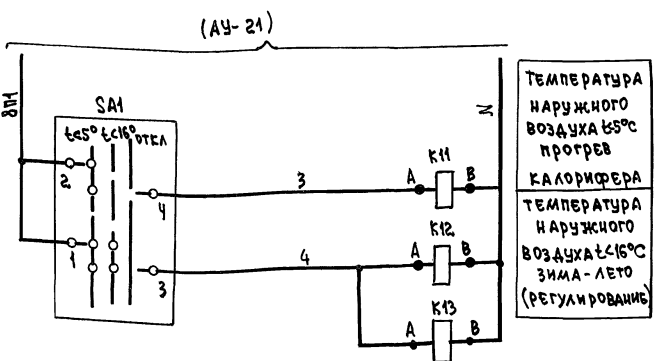 (АУ-21)
8П1
SA1
t<5° t<16° ОТКЛ
2
4
1
3
3
4
А К11 В
А К12 В
А К13 В
N
ТЕМПЕРАТУРА
НАРУЖНОГО
ВОЗДУХА t<5°С
ПРОГРЕВ
КАЛОРИФЕРА
ТЕМПЕРАТУРА
НАРУЖНОГО
ВОЗДУХА t<16°С
ЗИМА-ЛЕТО
(РЕГУЛИРОВАНИЕ)